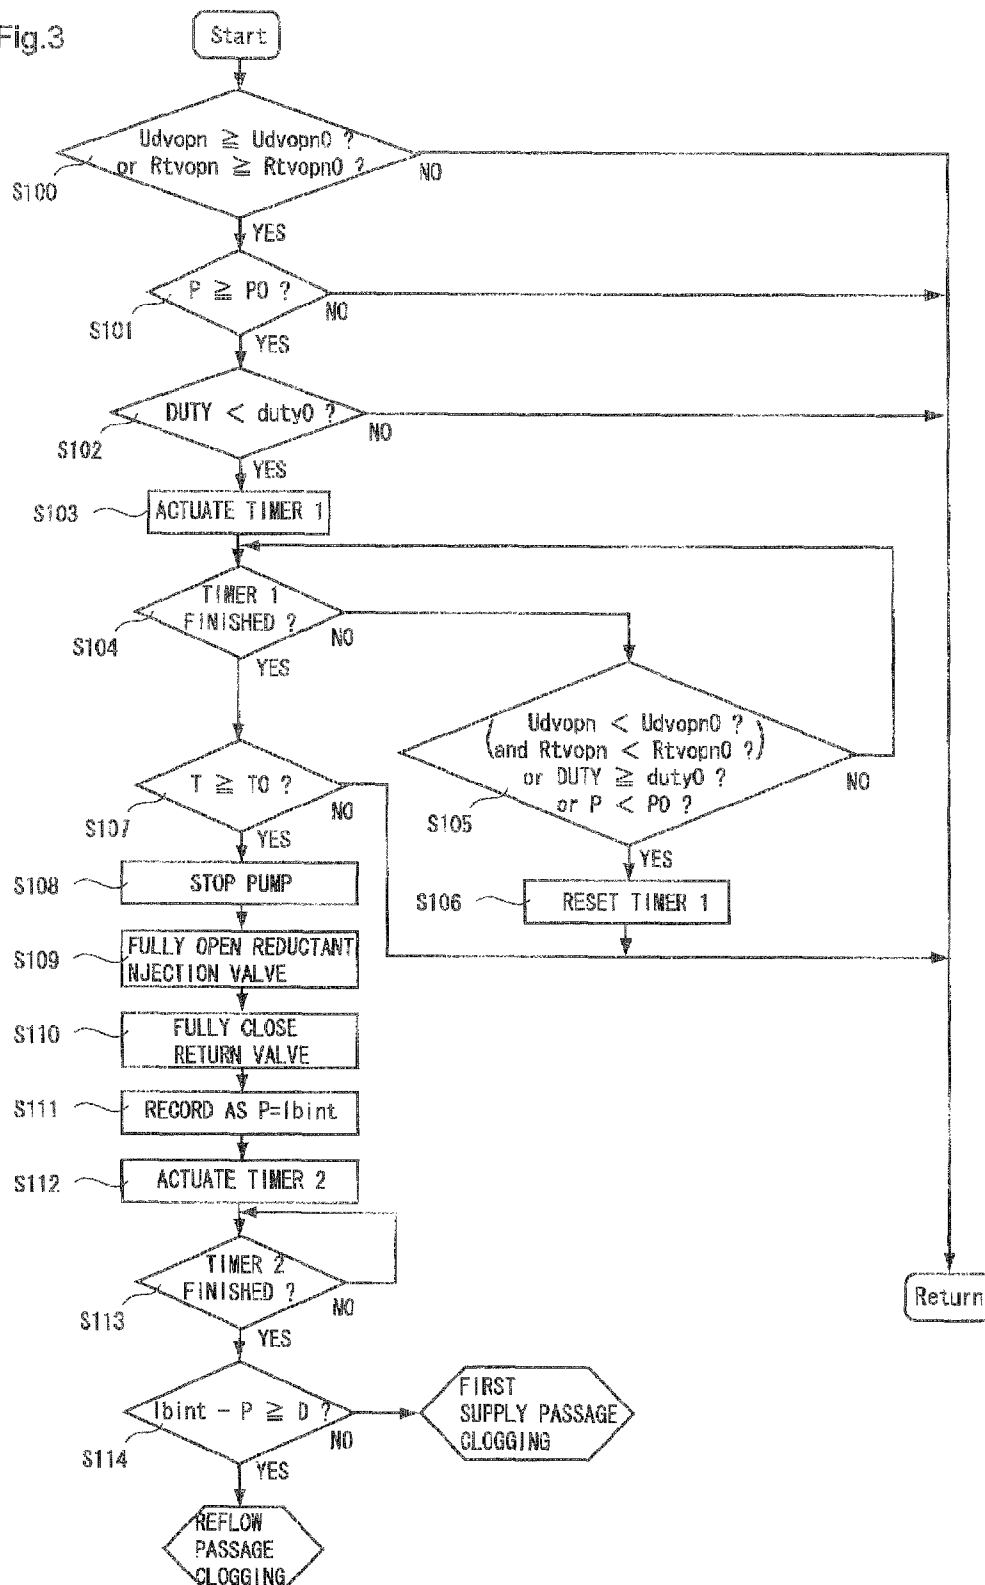 Fig.3
Start
Udvopn ≧ Udvopn0 ?
or Rtvopn ≧ Rtvopn0 ?
S100
NO
YES
P ≧ P0 ?
S101
NO
YES
DUTY < duty0 ?
S102
NO
YES
S103
ACTUATE TIMER 1
TIMER 1
FINISHED ?
S104
NO
YES
Udvopn < Udvopn0 ?
(and Rtvopn < Rtvopn0 ?)
or DUTY ≧ duty0 ?
or P < P0 ?
S105
NO
YES
S106
RESET TIMER 1
T ≧ T0 ?
S107
NO
YES
S108
STOP PUMP
S109
FULLY OPEN REDUCTANT
NJECTION VALVE
S110
FULLY CLOSE
RETURN VALVE
S111
RECORD AS P=Ibint
S112
ACTUATE TIMER 2
TIMER 2
FINISHED ?
S113
NO
YES
Return
Ibint - P ≧ D ?
S114
NO
YES
FIRST
SUPPLY PASSAGE
CLOGGING
REFLOW
PASSAGE
CLOGGING